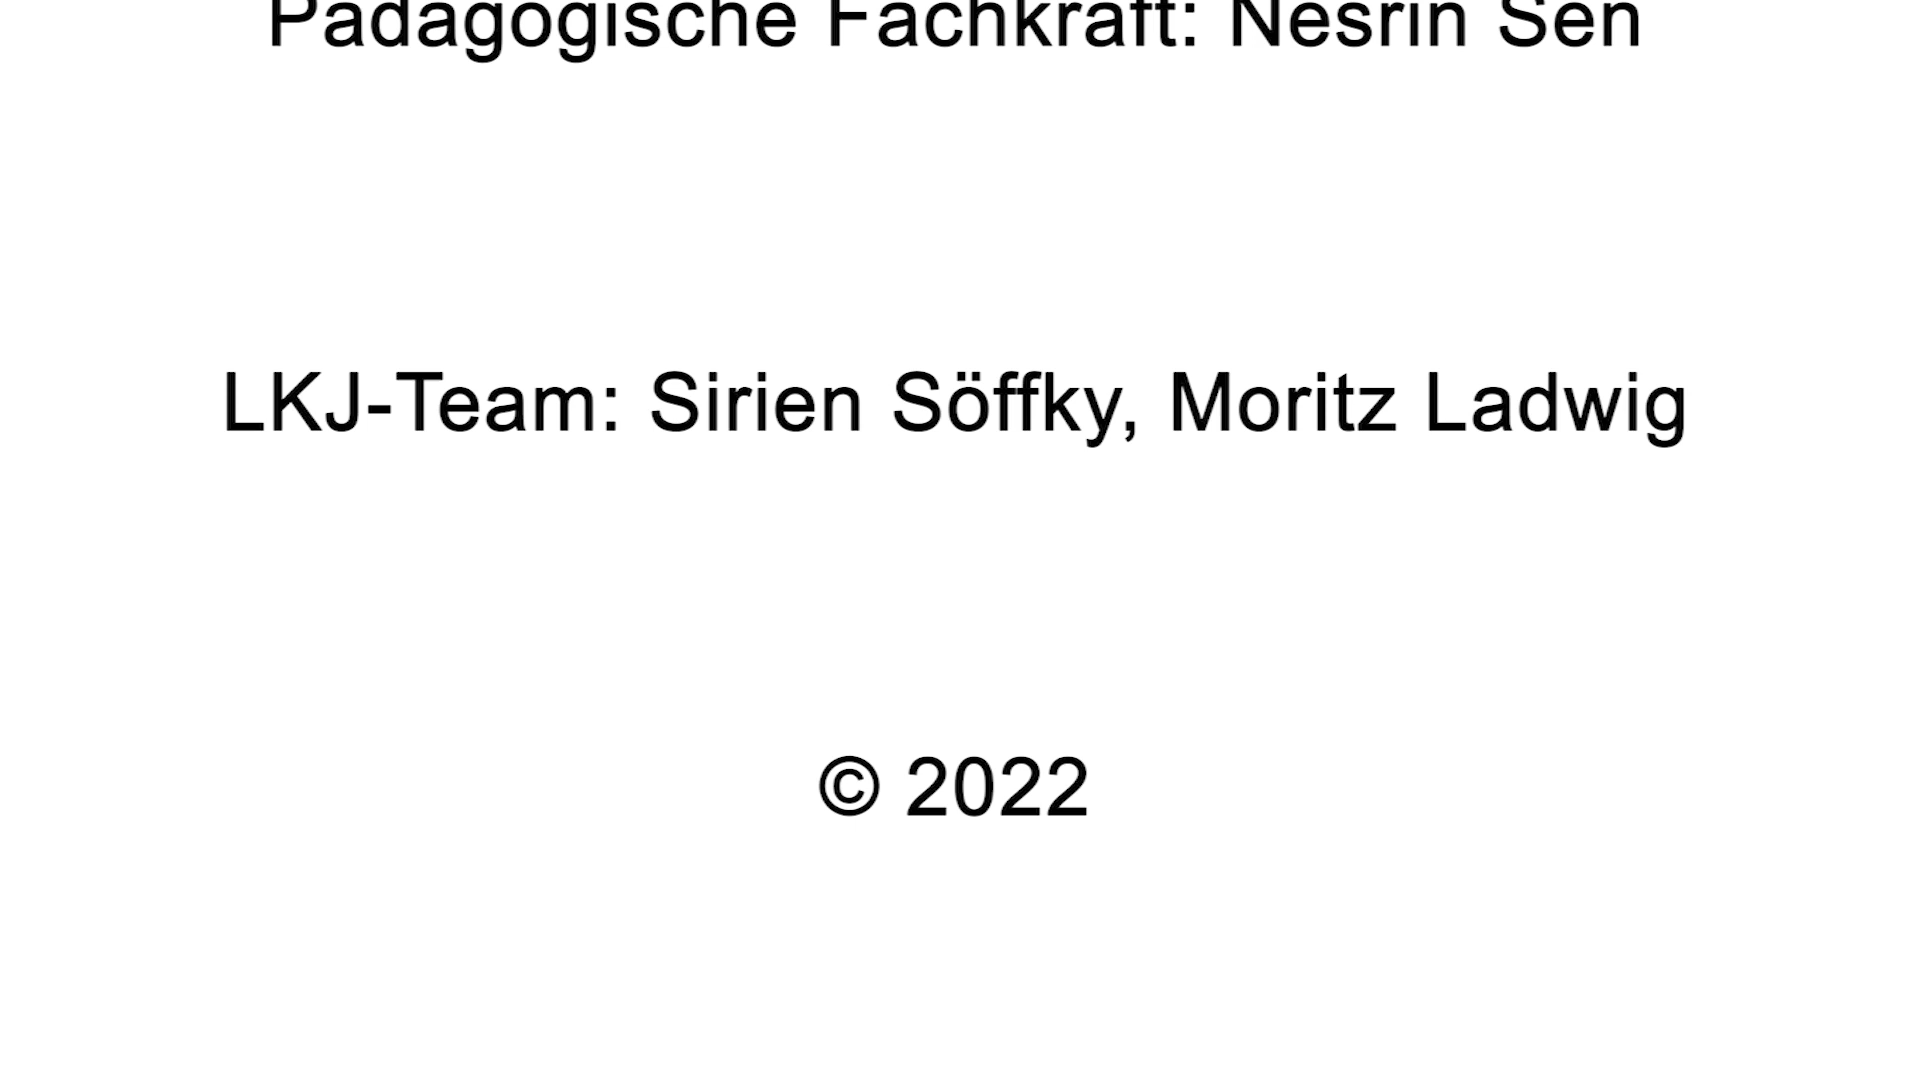 Pädagogische Fachkraft: Nesrin Sen
LKJ-Team: Sirien Söffky, Moritz Ladwig
© 2022